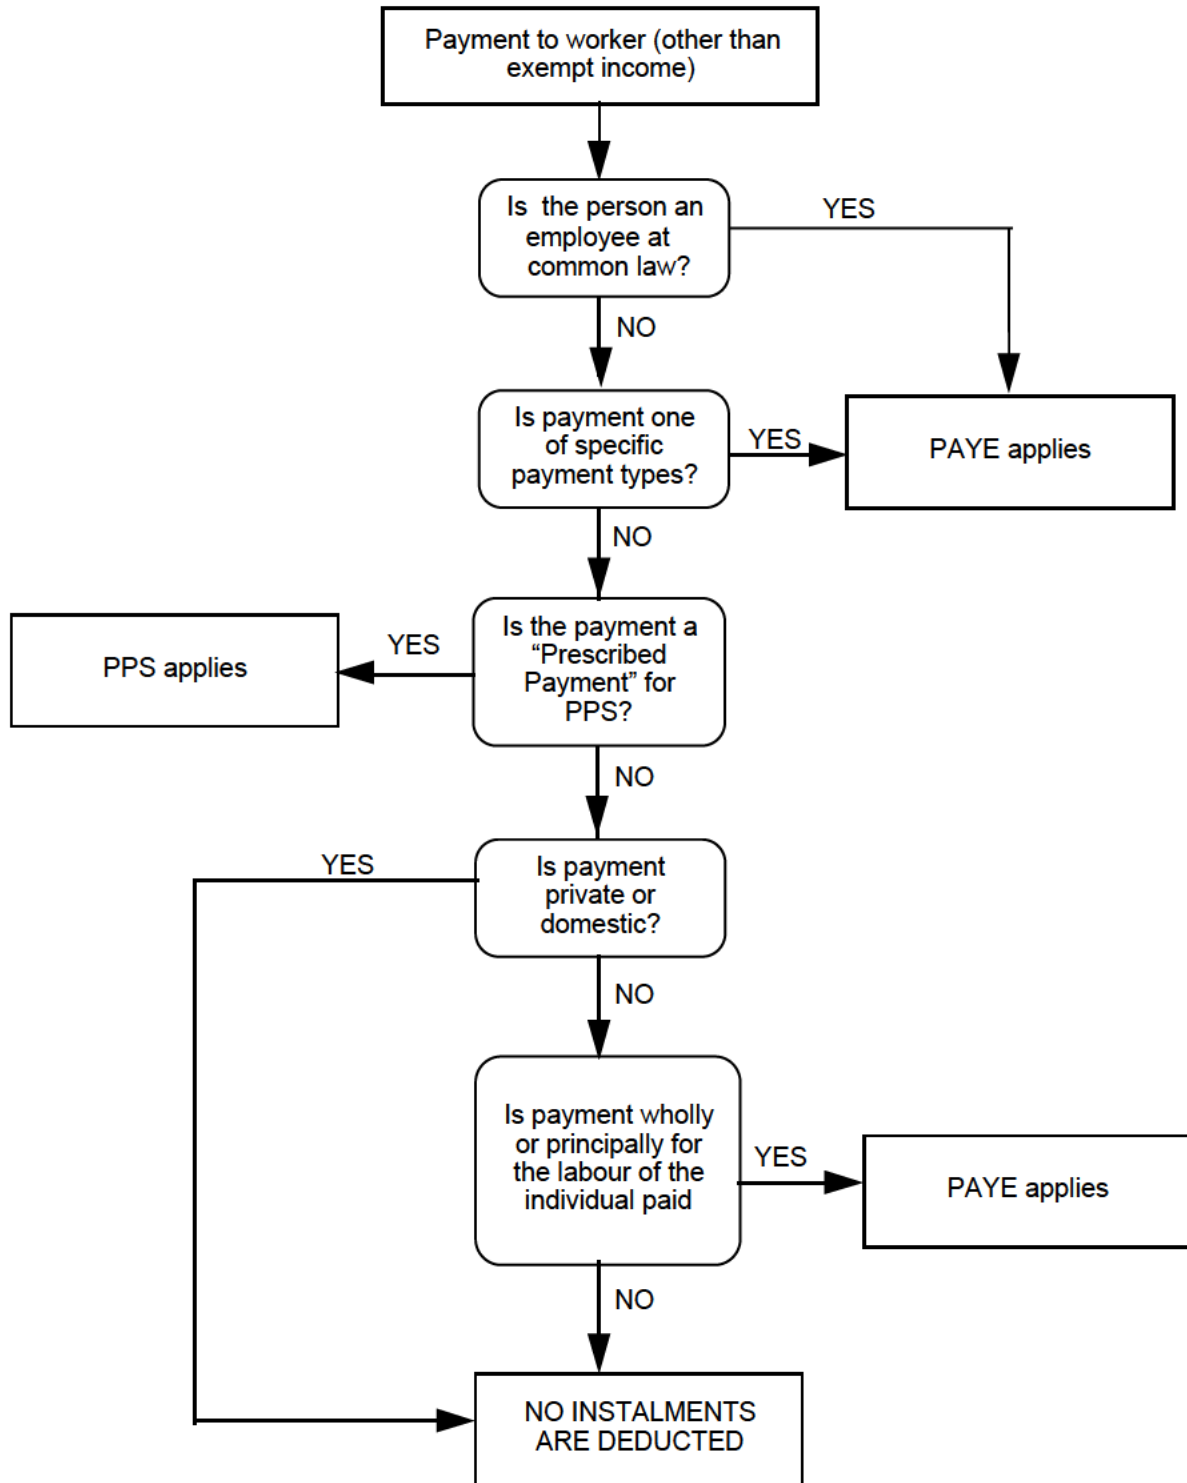 Payment to worker (other than
exempt income)
Is the person an
employee at
common law?
YES
NO
Is payment one
of specific
payment types?
YES
PAYE applies
NO
Is the payment a
“Prescribed
Payment” for
PPS?
YES
PPS applies
NO
Is payment
private or
domestic?
YES
NO
Is payment wholly
or principally for
the labour of the
individual paid
YES
PAYE applies
NO
NO INSTALMENTS
ARE DEDUCTED